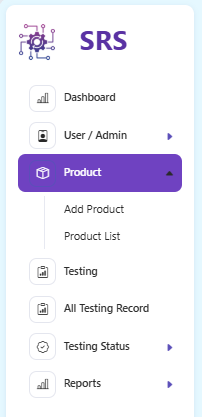 SRS
Dashboard
User / Admin
Product
Add Product
Product List
Testing
All Testing Record
Testing Status
Reports